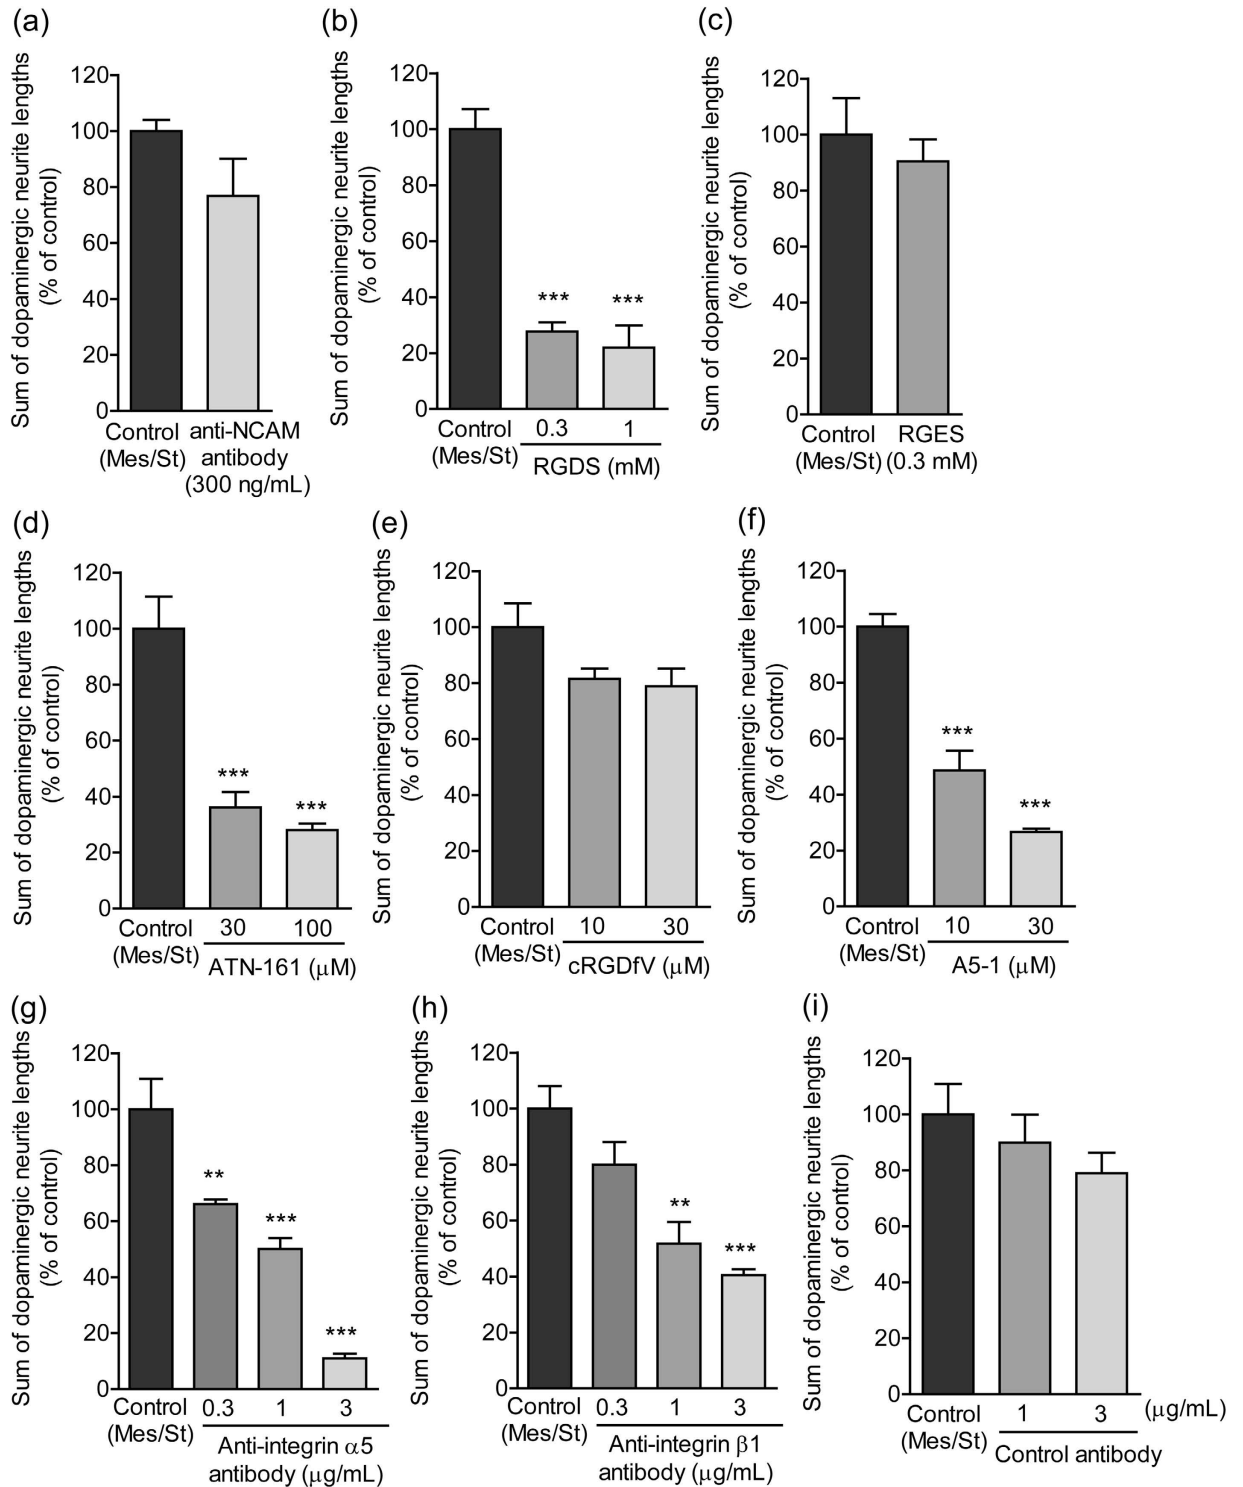 (a)
Sum of dopaminergic neurite lengths
(% of control)
120
100
80
60
40
20
0
Control
(Mes/St)
anti-NCAM
antibody
(300 ng/mL)
(b)
Sum of dopaminergic neurite lengths
(% of control)
120
100
80
60
40
20
0
*** ***
Control
(Mes/St)
0.3 1
RGDS (mM)
(c)
Sum of dopaminergic neurite lengths
(% of control)
120
100
80
60
40
20
0
Control
(Mes/St)
RGES
(0.3 mM)
(d)
Sum of dopaminergic neurite lengths
(% of control)
120
100
80
60
40
20
0
***
***
Control
(Mes/St)
30 100
ATN-161 (μM)
(e)
Sum of dopaminergic neurite lengths
(% of control)
120
100
80
60
40
20
0
Control
(Mes/St)
10 30
cRGDfV (μM)
(f)
Sum of dopaminergic neurite lengths
(% of control)
120
100
80
60
40
20
0
***
***
Control
(Mes/St)
10 30
A5-1 (μM)
(g)
Sum of dopaminergic neurite lengths
(% of control)
120
100
80
60
40
20
0
**
***
***
Control
(Mes/St)
0.3 1 3
Anti-integrin α5
antibody (μg/mL)
(h)
Sum of dopaminergic neurite lengths
(% of control)
120
100
80
60
40
20
0
**
***
Control
(Mes/St)
0.3 1 3
Anti-integrin β1
antibody (μg/mL)
(i)
Sum of dopaminergic neurite lengths
(% of control)
120
100
80
60
40
20
0
Control
(Mes/St)
1 3 (μg/mL)
Control antibody